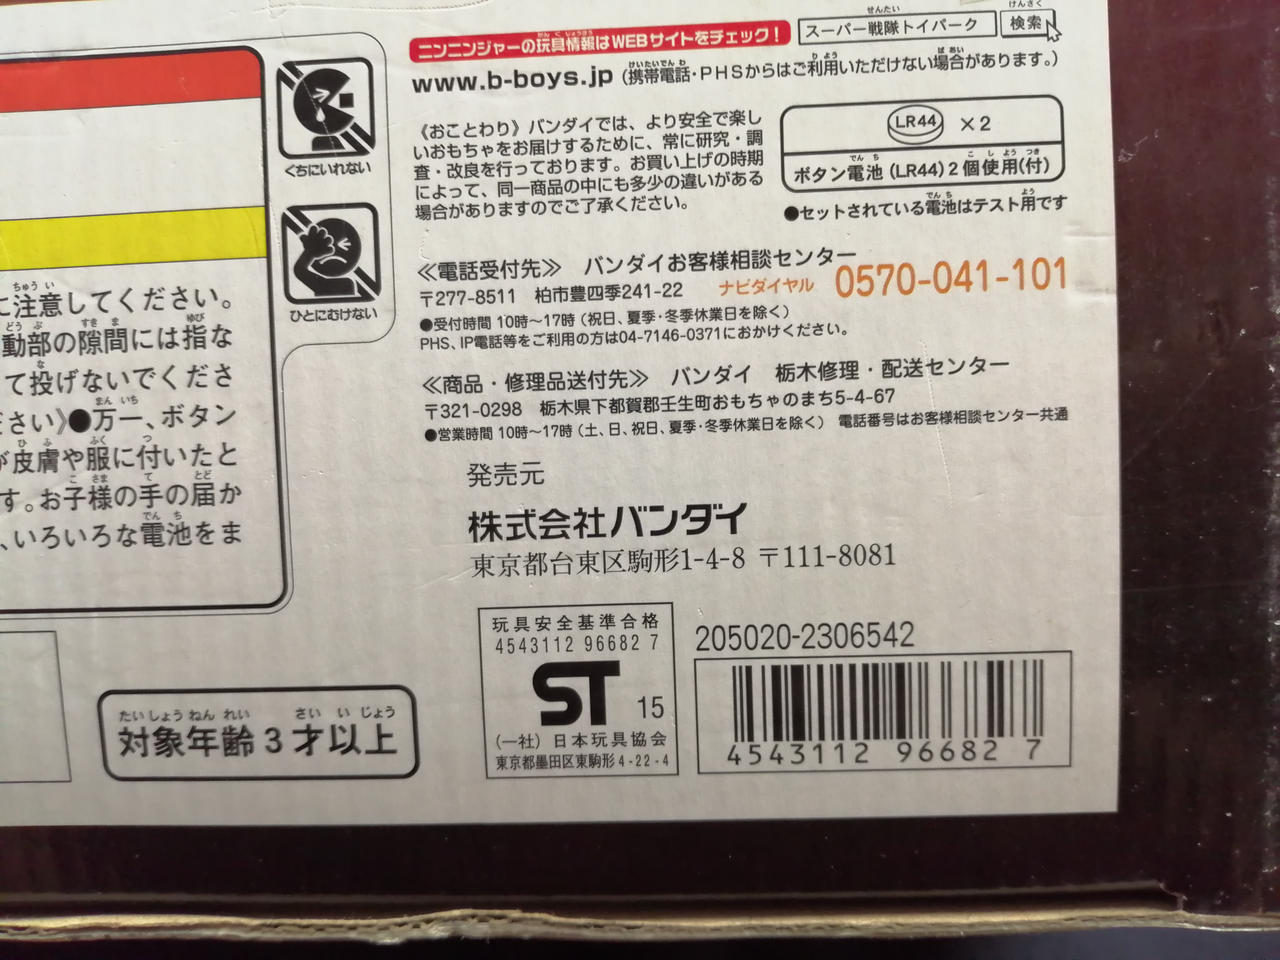 ニンニンジャーの玩具情報はWEBサイトをチェック！
スーパー戦隊トイパーク 検索
www.b-boys.jp（携帯電話・PHSからはご利用いただけない場合があります。）
《おことわり》バンダイでは、より安全で楽し
いおもちゃをお届けするために、常に研究・調
査・改良を行っております。お買い上げの時期
によって、同一商品の中にも多少の違いがある
場合がありますのでご了承ください。
LR44 ×2
ボタン電池(LR44)2個使用(付)
●セットされている電池はテスト用です
≪電話受付先≫ バンダイお客様相談センター
〒277-8511 柏市豊四季241-22 ナビダイヤル 0570-041-101
●受付時間 10時～17時（祝日、夏季・冬季休業日を除く）
PHS、IP電話等をご利用の方は04-7146-0371におかけください。
≪商品・修理品送付先≫ バンダイ 栃木修理・配送センター
〒321-0298 栃木県下都賀郡壬生町おもちゃのまち5-4-67
●営業時間 10時～17時（土、日、祝日、夏季・冬季休業日を除く） 電話番号はお客様相談センター共通
発売元
株式会社バンダイ
東京都台東区駒形1-4-8 〒111-8081
くちにいれない
ひとにむけない
に注意してください。
動部の隙間には指な
て投げないでくださ
ださい》●万一、ボタン
が皮膚や服に付いたと
す。お子様の手の届か
、いろいろな電池をま
対象年齢3才以上
玩具安全基準合格
4543112 96682 7
ST 15
（一社）日本玩具協会
東京都墨田区東駒形4-22-4
205020-2306542
4543112 96682 7